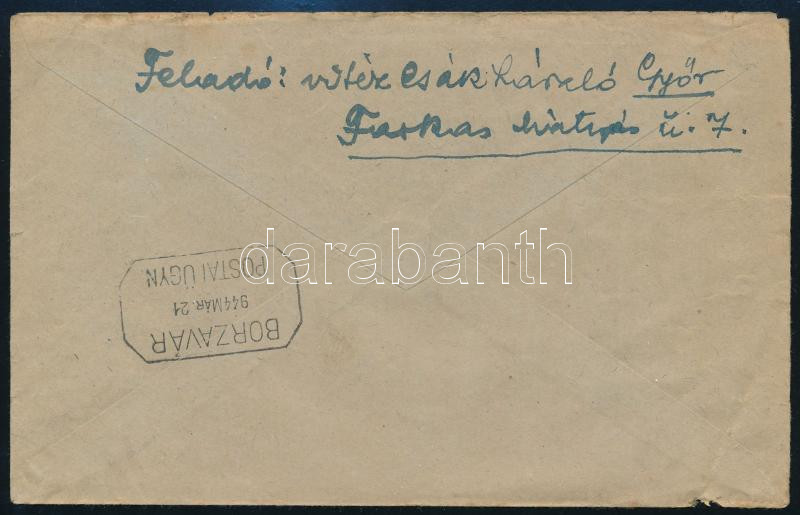 Feladó: vitéz Csák László Győr
Farkas Mátyás ú. 7.
darabanth
BORZAVÁR
944 MÁR. 21
POSTAI ÜGYN